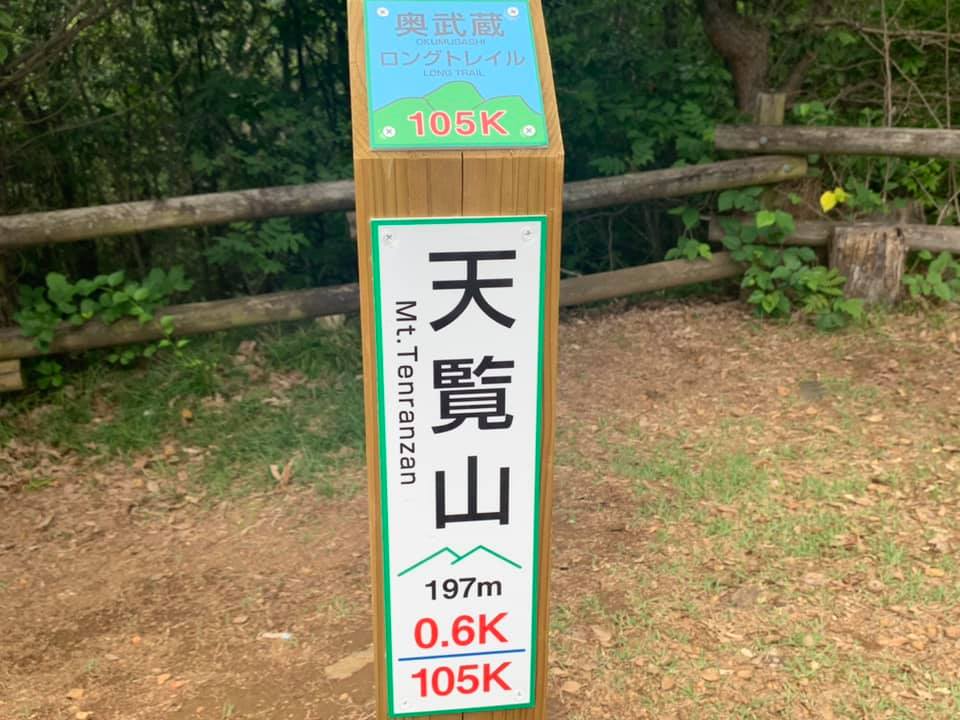 奥武蔵
OKUMUSASHI
ロングトレイル
LONG TRAIL
105K
天覧山
Mt.Tenranzan
197m
0.6K
105K